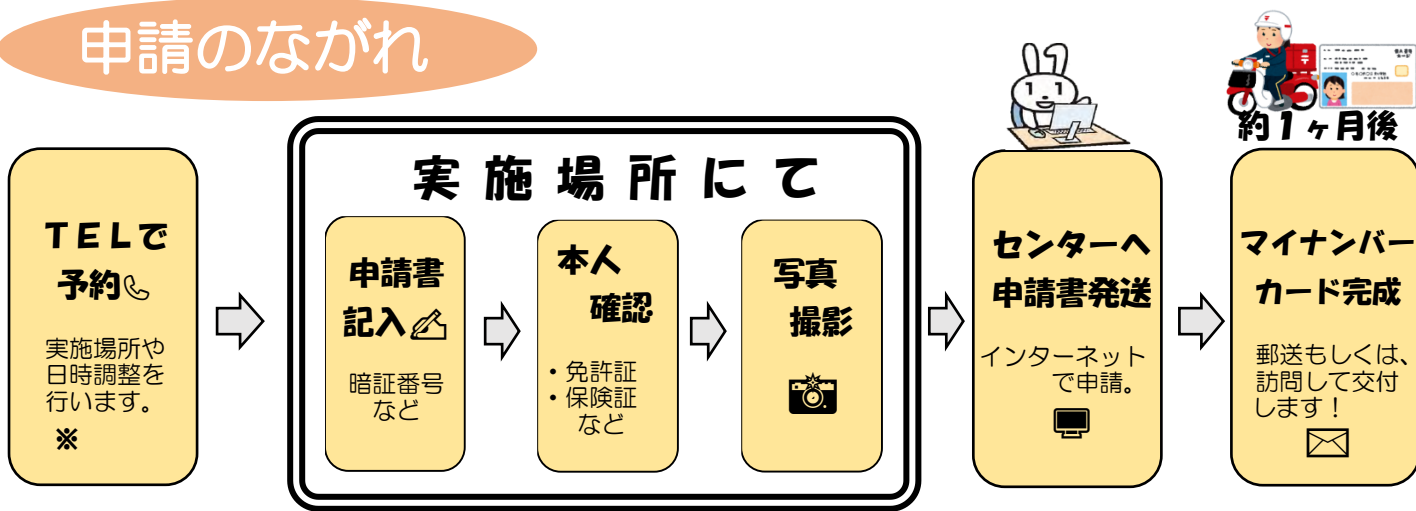 申請のながれ
約1ヶ月後
実施場所にて
TELで
予約
実施場所や
日時調整を
行います。
※
申請書
記入
暗証番号
など
本人
確認
・免許証
・保険証
など
写真
撮影
センターへ
申請書発送
インターネット
で申請。
マイナンバー
カード完成
郵送もしくは、
訪問して交付
します！